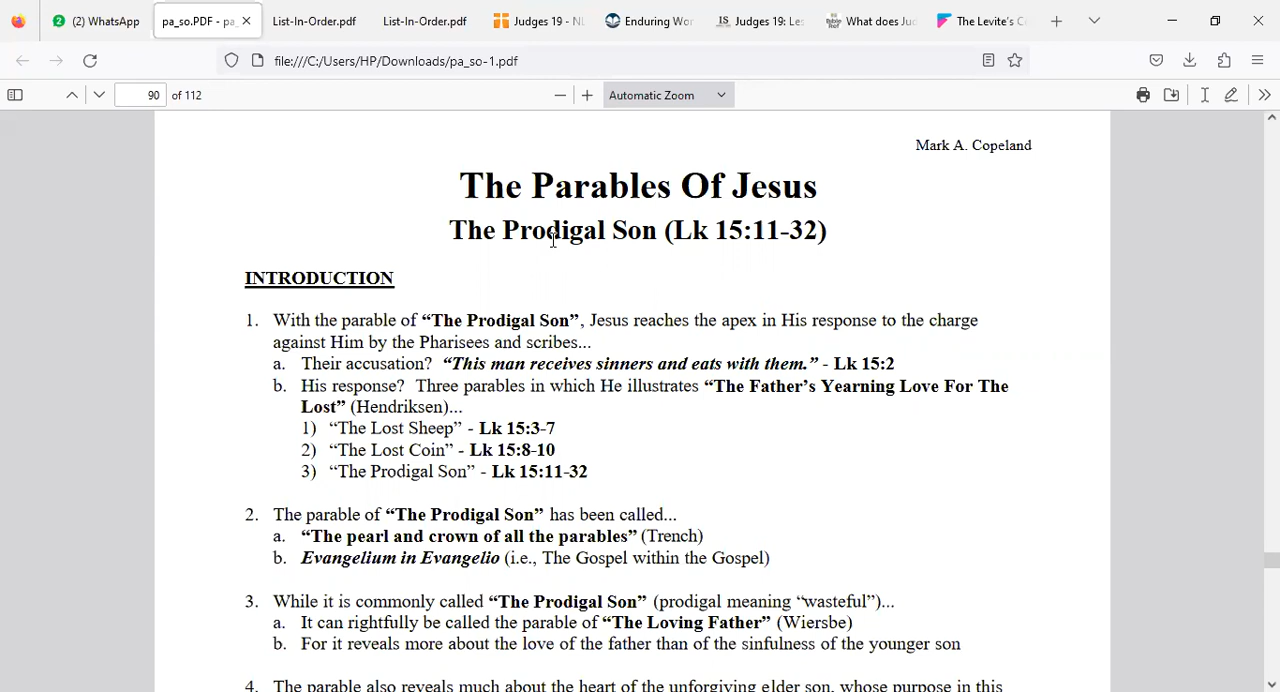 (2) WhatsApp
pa_so.PDF - pa_
List-In-Order.pdf
List-In-Order.pdf
Judges 19 - NL
Enduring Wor
IS
Judges 19: Les
What does Jud
The Levite's C
file:///C:/Users/HP/Downloads/pa_so-1.pdf
90 of 112
Automatic Zoom
Mark A. Copeland
The Parables Of Jesus
The Prodigal Son (Lk 15:11-32)
INTRODUCTION
1. With the parable of “The Prodigal Son”, Jesus reaches the apex in His response to the charge
against Him by the Pharisees and scribes...
a. Their accusation? “This man receives sinners and eats with them.” - Lk 15:2
b. His response? Three parables in which He illustrates “The Father’s Yearning Love For The
Lost” (Hendriksen)...
1) “The Lost Sheep” - Lk 15:3-7
2) “The Lost Coin” - Lk 15:8-10
3) “The Prodigal Son” - Lk 15:11-32
2. The parable of “The Prodigal Son” has been called...
a. “The pearl and crown of all the parables” (Trench)
b. Evangelium in Evangelio (i.e., The Gospel within the Gospel)
3. While it is commonly called “The Prodigal Son” (prodigal meaning “wasteful”)...
a. It can rightfully be called the parable of “The Loving Father” (Wiersbe)
b. For it reveals more about the love of the father than of the sinfulness of the younger son
4. The parable also reveals much about the heart of the unforgiving elder son, whose purpose in this